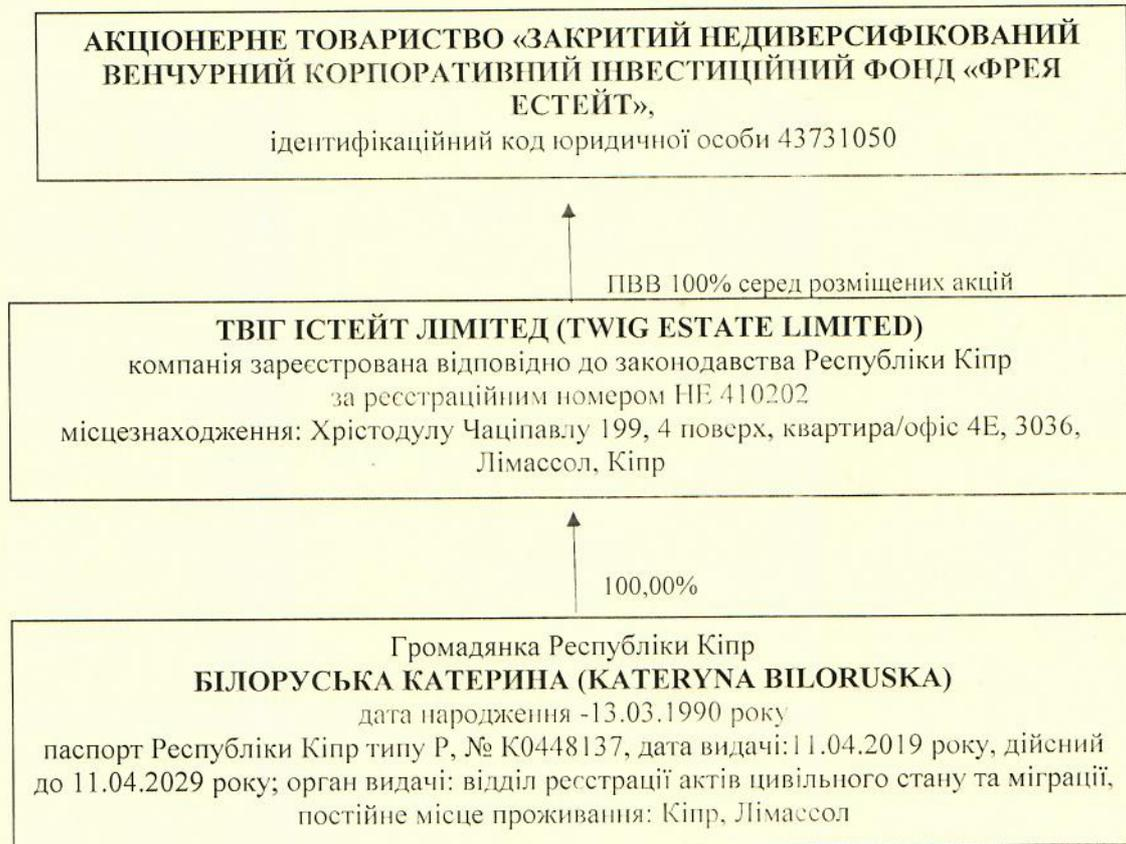 АКЦІОНЕРНЕ ТОВАРИСТВО «ЗАКРИТИЙ НЕДИВЕРСИФІКОВАНИЙ
ВЕНЧУРНИЙ КОРПОРАТИВНИЙ ІНВЕСТИЦІЙНИЙ ФОНД «ФРЕЯ
ЕСТЕЙТ»,
ідентифікаційний код юридичної особи 43731050
ПВВ 100% серед розміщених акцій
ТВІГ ІСТЕЙТ ЛІМІТЕД (TWIG ESTATE LIMITED)
компанія зареєстрована відповідно до законодавства Республіки Кіпр
за реєстраційним номером НЕ 410202
місцезнаходження: Хрістодулу Чаціпавлу 199, 4 поверх, квартира/офіс 4Е, 3036,
Лімассол, Кіпр
100,00%
Громадянка Республіки Кіпр
БІЛОРУСЬКА КАТЕРИНА (KATERYNA BILORUSKA)
дата народження -13.03.1990 року
паспорт Республіки Кіпр типу Р, № К0448137, дата видачі:11.04.2019 року, дійсний
до 11.04.2029 року; орган видачі: відділ реєстрації актів цивільного стану та міграції,
постійне місце проживання: Кіпр, Лімассол